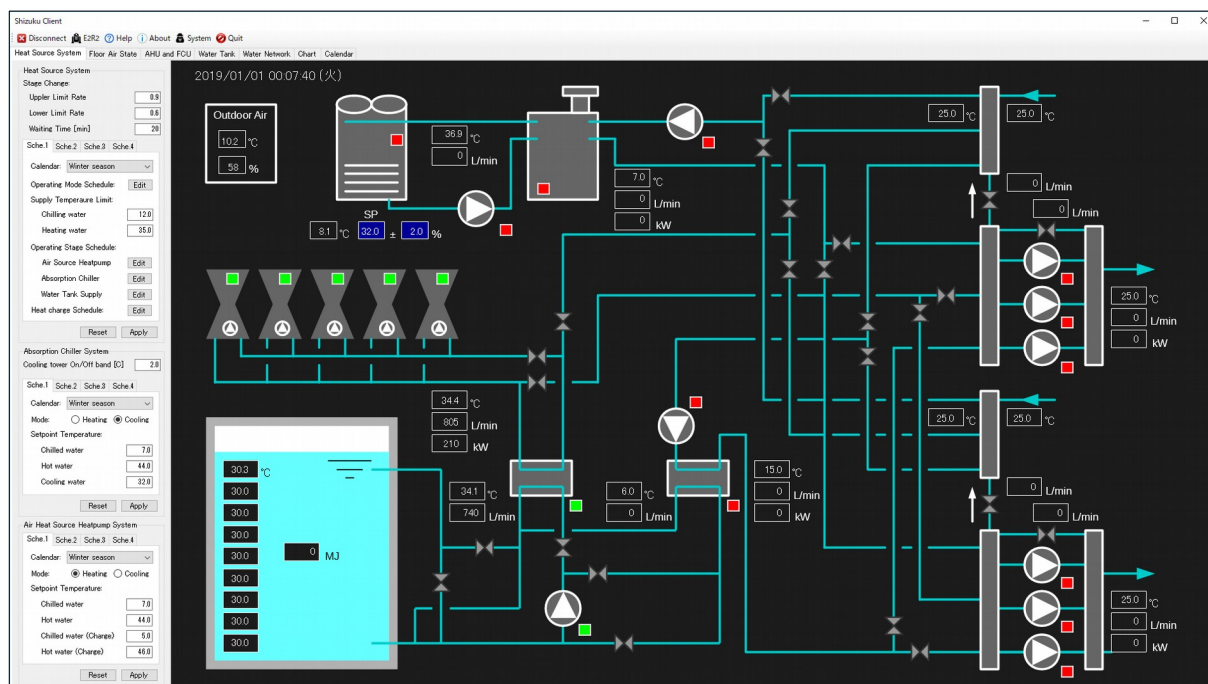 Shizuku Client
Disconnect E2R2 Help About System Quit
Heat Source System Floor Air State AHU and FCU Water Tank Water Network Chart Calendar
Heat Source System
Stage Change:
Uppler Limit Rate 0.9
Lower Limit Rate 0.6
Waiting Time [min] 20
Sche.1 Sche.2 Sche.3 Sche.4
Calendar: Winter season
Operating Mode Schedule: Edit
Supply Temperaure Limit:
Chilling water 12.0
Heating water 35.0
Operating Stage Schedule:
Air Source Heatpump Edit
Absorption Chiller Edit
Water Tank Supply Edit
Heat charge Schedule: Edit
Reset Apply
Absorption Chiller System
Cooling tower On/Off band [C] 2.0
Sche.1 Sche.2 Sche.3 Sche.4
Calendar: Winter season
Mode: Heating Cooling
Setpoint Temperature:
Chilled water 7.0
Hot water 44.0
Cooling water 32.0
Reset Apply
Air Heat Source Heatpump System
Sche.1 Sche.2 Sche.3 Sche.4
Calendar: Winter season
Mode: Heating Cooling
Setpoint Temperature:
Chilled water 7.0
Hot water 44.0
Chilled water (Charge) 5.0
Hot water (Charge) 46.0
Reset Apply
2019/01/01 00:07:40 (火)
Outdoor Air
10.2 ℃
58 %
36.9 ℃
0 L/min
SP
8.1 ℃ 32.0 ± 2.0 %
7.0 ℃
0 L/min
0 kW
25.0 ℃ 25.0 ℃
0 L/min
0 L/min
25.0 ℃
0 L/min
0 kW
34.4 ℃
805 L/min
210 kW
34.1 ℃
740 L/min
6.0 ℃
0 L/min
15.0 ℃
0 L/min
0 kW
25.0 ℃ 25.0 ℃
0 L/min
0 L/min
25.0 ℃
0 L/min
0 kW
30.3 ℃
30.0
30.0
30.0
30.0
30.0
30.0
30.0
30.0
0 MJ